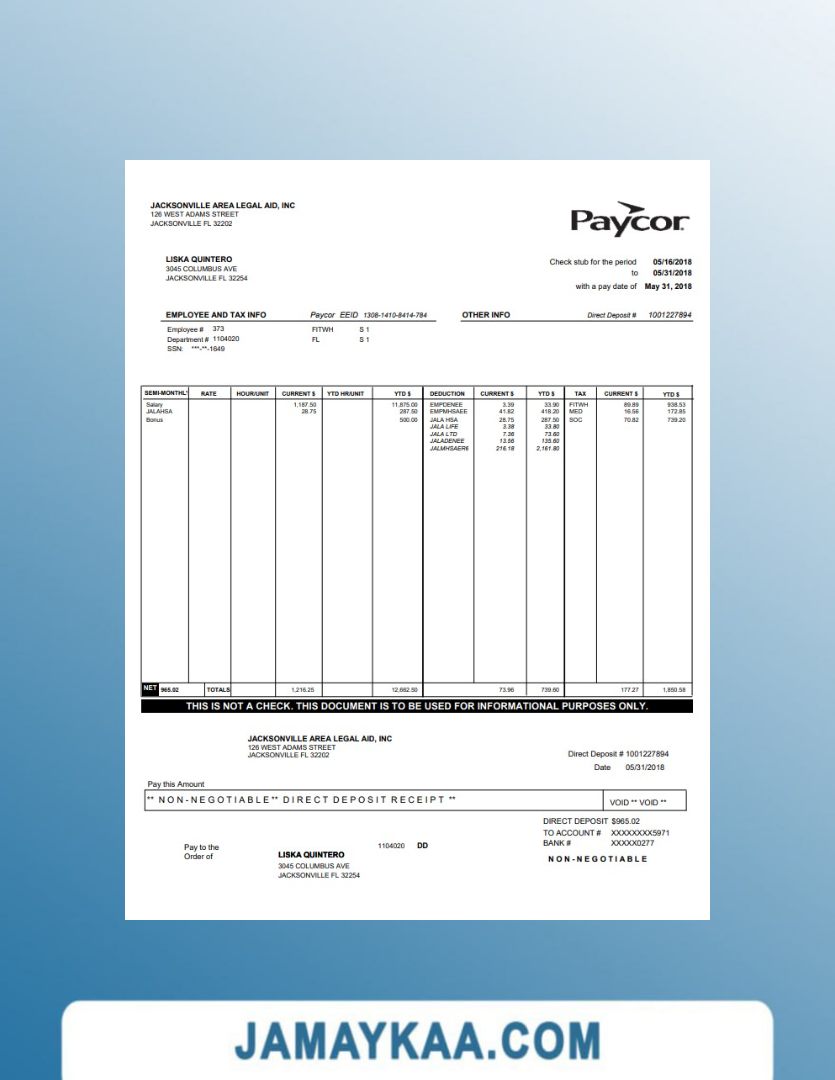 JACKSONVILLE AREA LEGAL AID, INC
126 WEST ADAMS STREET
JACKSONVILLE FL 32202
Paycor
LISKA QUINTERO
3045 COLUMBUS AVE
JACKSONVILLE FL 32254
Check stub for the period 05/16/2018
to 05/31/2018
with a pay date of May 31, 2018
EMPLOYEE AND TAX INFO Paycor EEID 1308-1410-8414-784 OTHER INFO Direct Deposit # 1001227894
Employee # 373 FITWH S 1
Department # 1104020 FL S 1
SSN: ***-**-1649
SEMI-MONTHLY RATE HOUR/UNIT CURRENT $ YTD HR/UNIT YTD $ DEDUCTION CURRENT $ YTD $ TAX CURRENT $ YTD $
Salary 1,187.50 11,875.00 EMPDENEE 3.39 33.90 FITWH 89.89 938.53
JALAHSA 28.75 287.50 EMPMHSAEE 41.82 418.20 MED 16.56 172.85
Bonus 500.00 JALA HSA 28.75 287.50 SOC 70.82 739.20
JALA LIFE 3.38 33.80
JALA LTD 7.36 73.60
JALADENEE 13.56 135.60
JALMHSAER6 216.18 2,161.80
NET 965.02 TOTALS 1,216.25 12,662.50 73.96 739.60 177.27 1,850.58
THIS IS NOT A CHECK. THIS DOCUMENT IS TO BE USED FOR INFORMATIONAL PURPOSES ONLY.
JACKSONVILLE AREA LEGAL AID, INC
126 WEST ADAMS STREET
JACKSONVILLE FL 32202
Direct Deposit # 1001227894
Date 05/31/2018
Pay this Amount
** NON-NEGOTIABLE** DIRECT DEPOSIT RECEIPT ** VOID ** VOID **
DIRECT DEPOSIT $965.02
TO ACCOUNT # XXXXXXXX5971
BANK # XXXXX0277
NON-NEGOTIABLE
Pay to the
Order of
1104020 DD
LISKA QUINTERO
3045 COLUMBUS AVE
JACKSONVILLE FL 32254
JAMAYKAA.COM